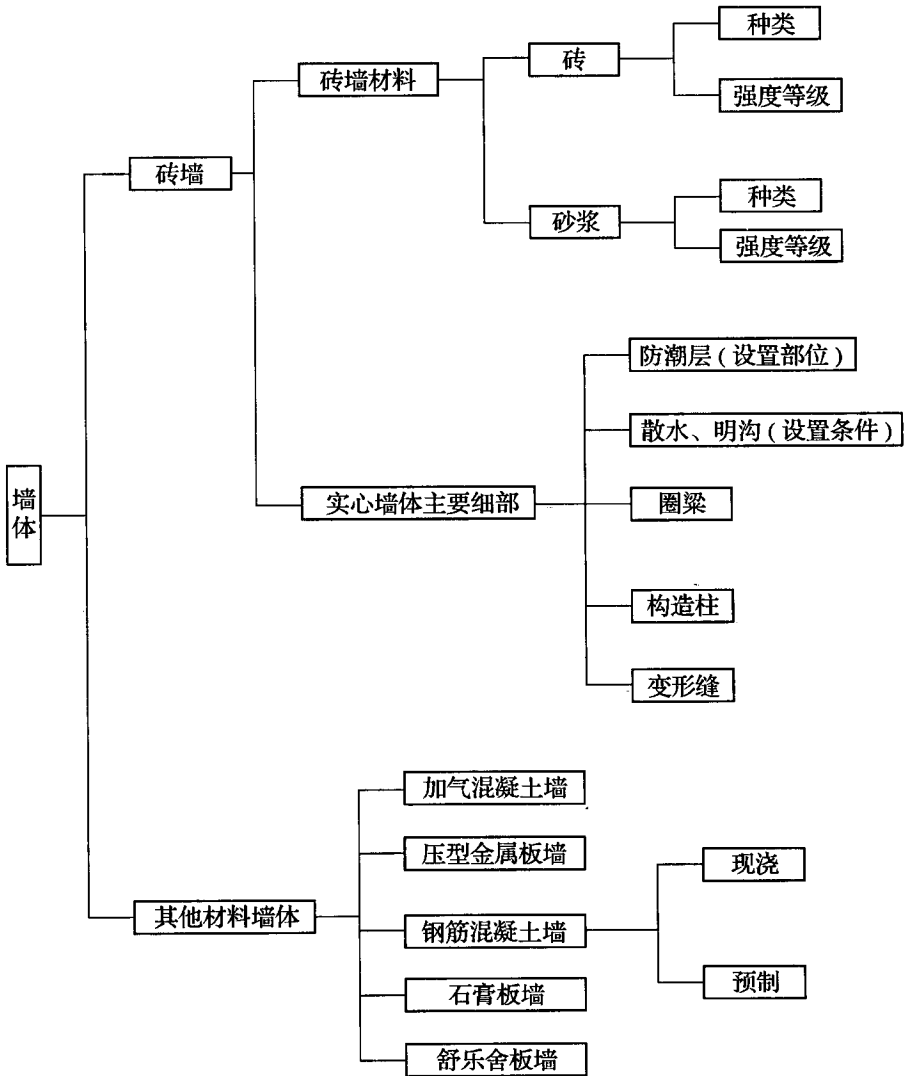 墙体
砖墙
砖墙材料
砖
种类
强度等级
砂浆
种类
强度等级
实心墙体主要细部
防潮层（设置部位）
散水、明沟（设置条件）
圈梁
构造柱
变形缝
其他材料墙体
加气混凝土墙
压型金属板墙
钢筋混凝土墙
现浇
预制
石膏板墙
舒乐舍板墙